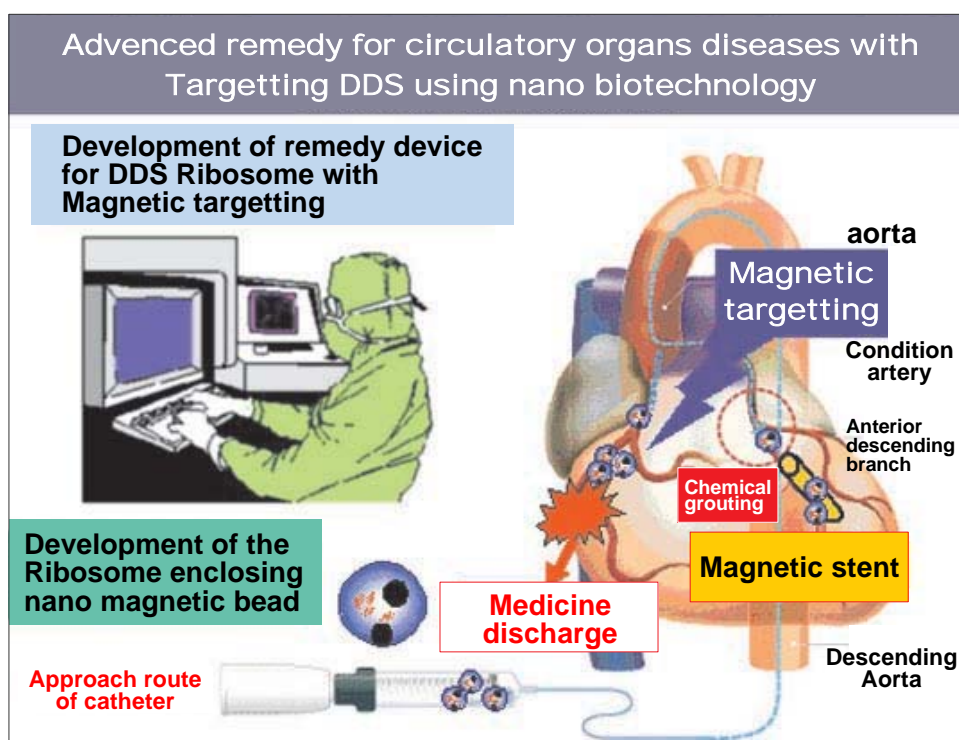 Advenced remedy for circulatory organs diseases with
Targetting DDS using nano biotechnology
Development of remedy device
for DDS Ribosome with
Magnetic targetting
aorta
Magnetic
targetting
Condition
artery
Anterior
descending
branch
Chemical
grouting
Magnetic stent
Development of the
Ribosome enclosing
nano magnetic bead
Medicine
discharge
Descending
Aorta
Approach route
of catheter